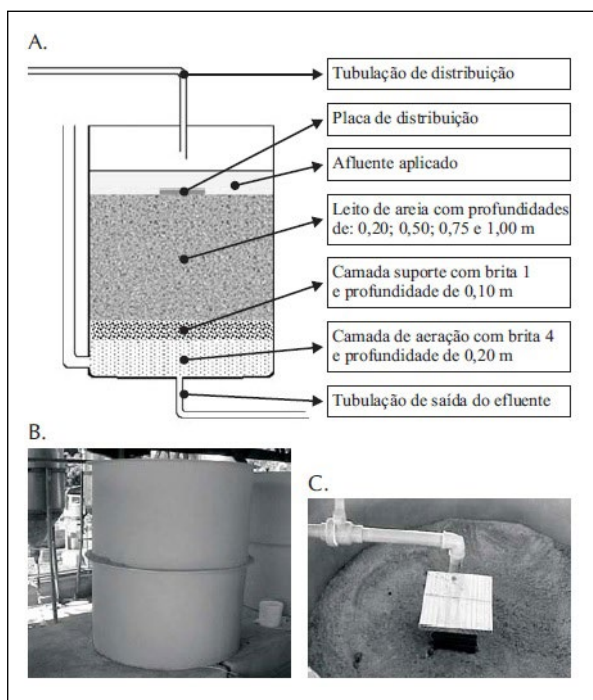 A.
Tubulação de distribuição
Placa de distribuição
Afluente aplicado
Leito de areia com profundidades
de: 0,20; 0,50; 0,75 e 1,00 m
Camada suporte com brita 1
e profundidade de 0,10 m
Camada de aeração com brita 4
e profundidade de 0,20 m
Tubulação de saída do efluente
B.
C.